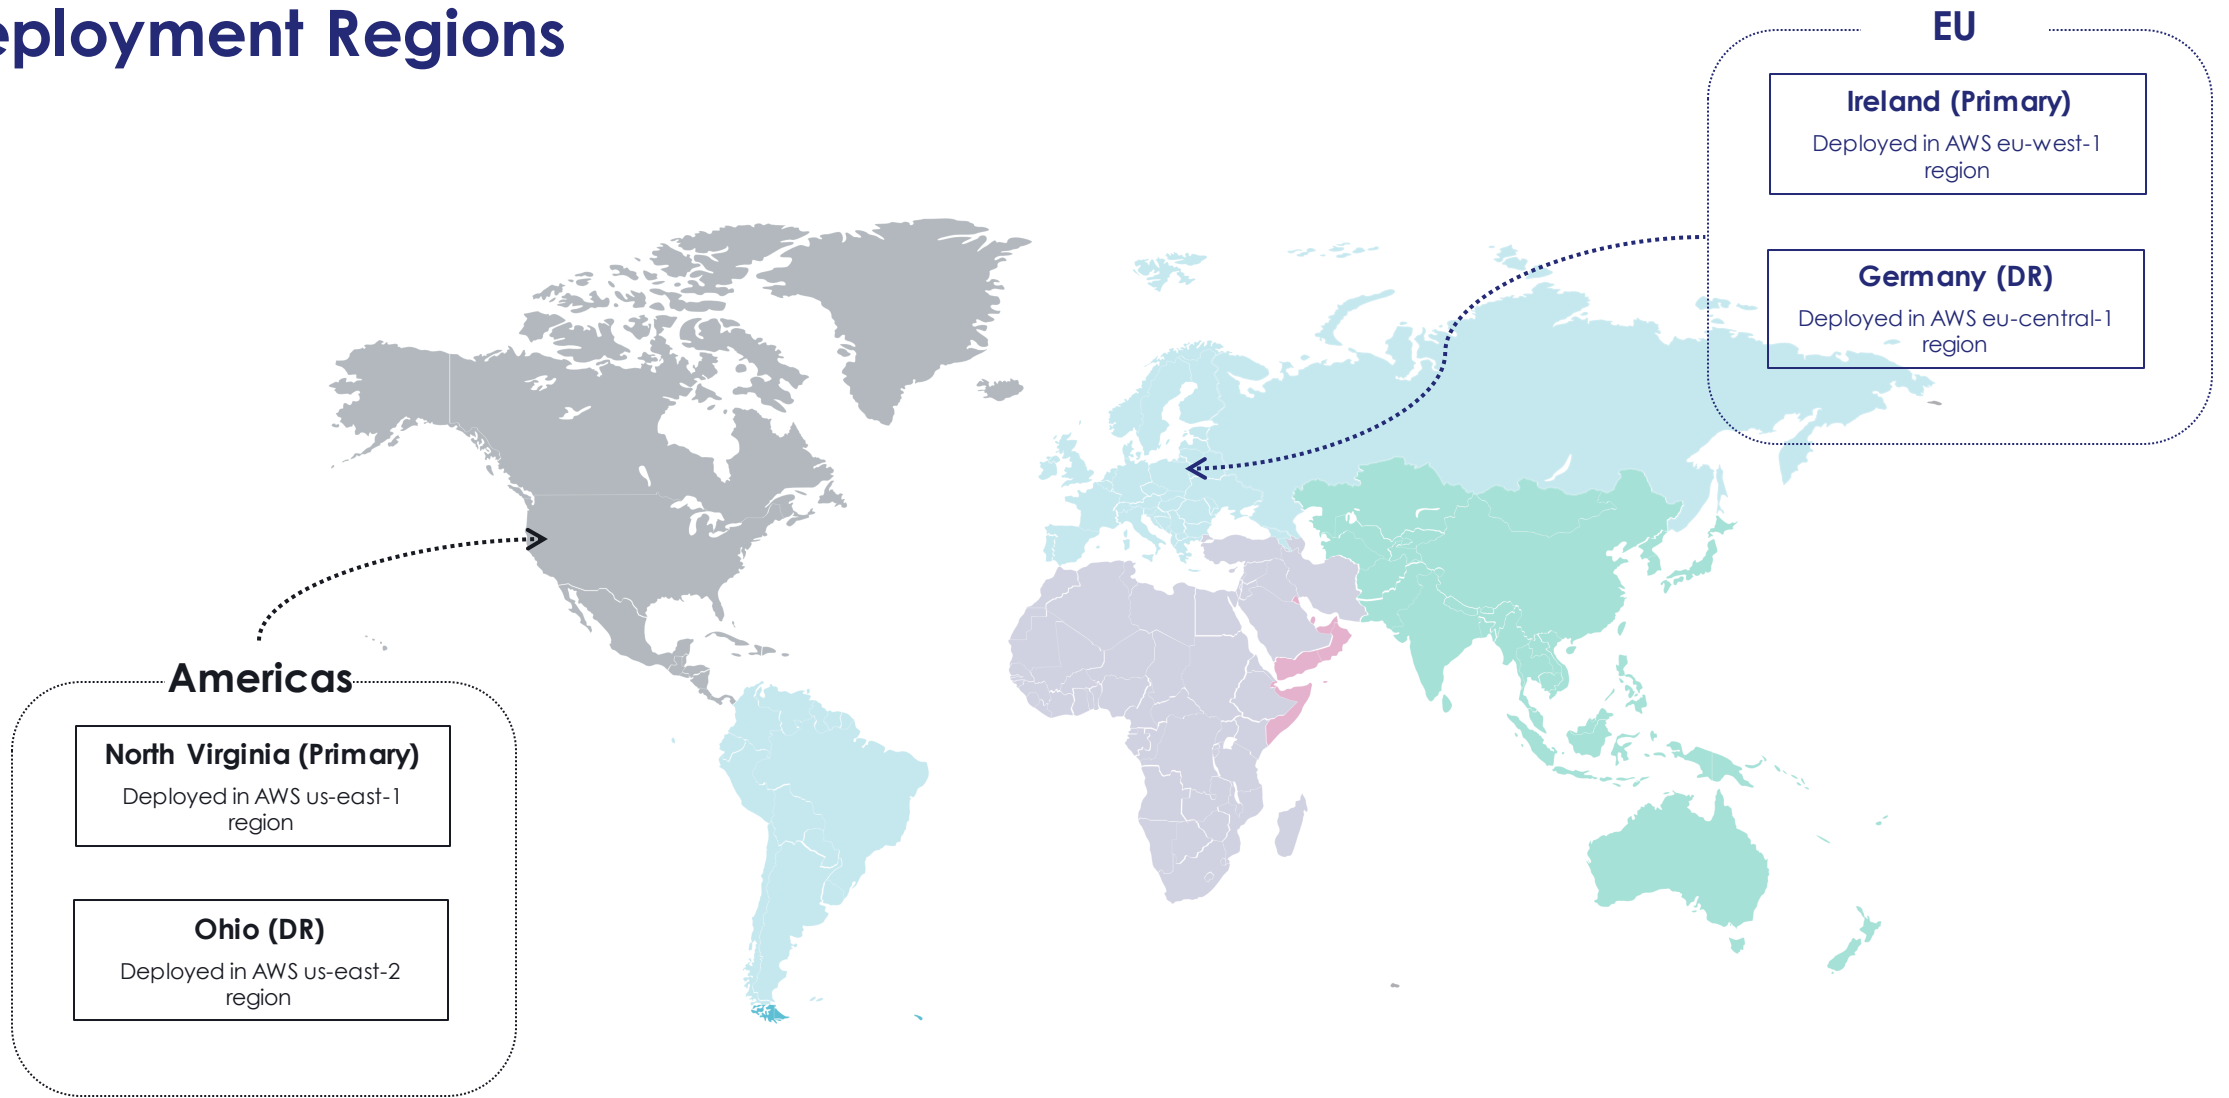 eployment Regions
EU
Ireland (Primary)
Deployed in AWS eu-west-1
region
Germany (DR)
Deployed in AWS eu-central-1
region
Americas
North Virginia (Primary)
Deployed in AWS us-east-1
region
Ohio (DR)
Deployed in AWS us-east-2
region